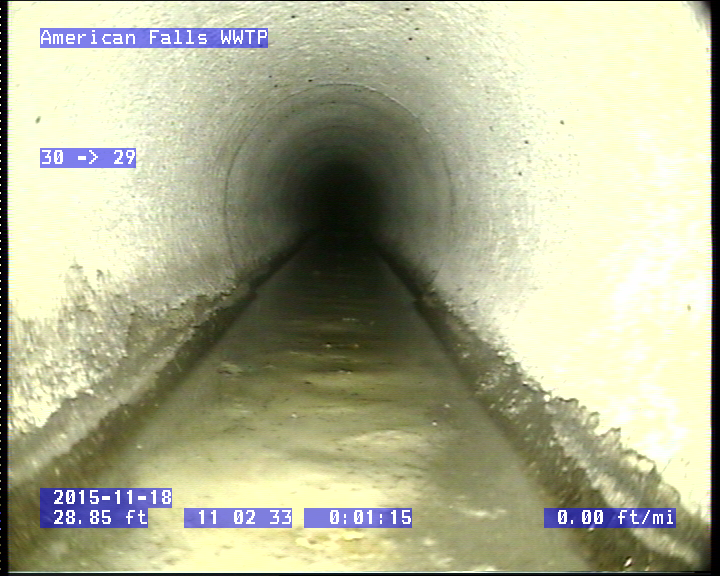 American Falls WWTP
30 -> 29
2015-11-18
28.85 ft 11 02 33 0:01:15 0.00 ft/mi